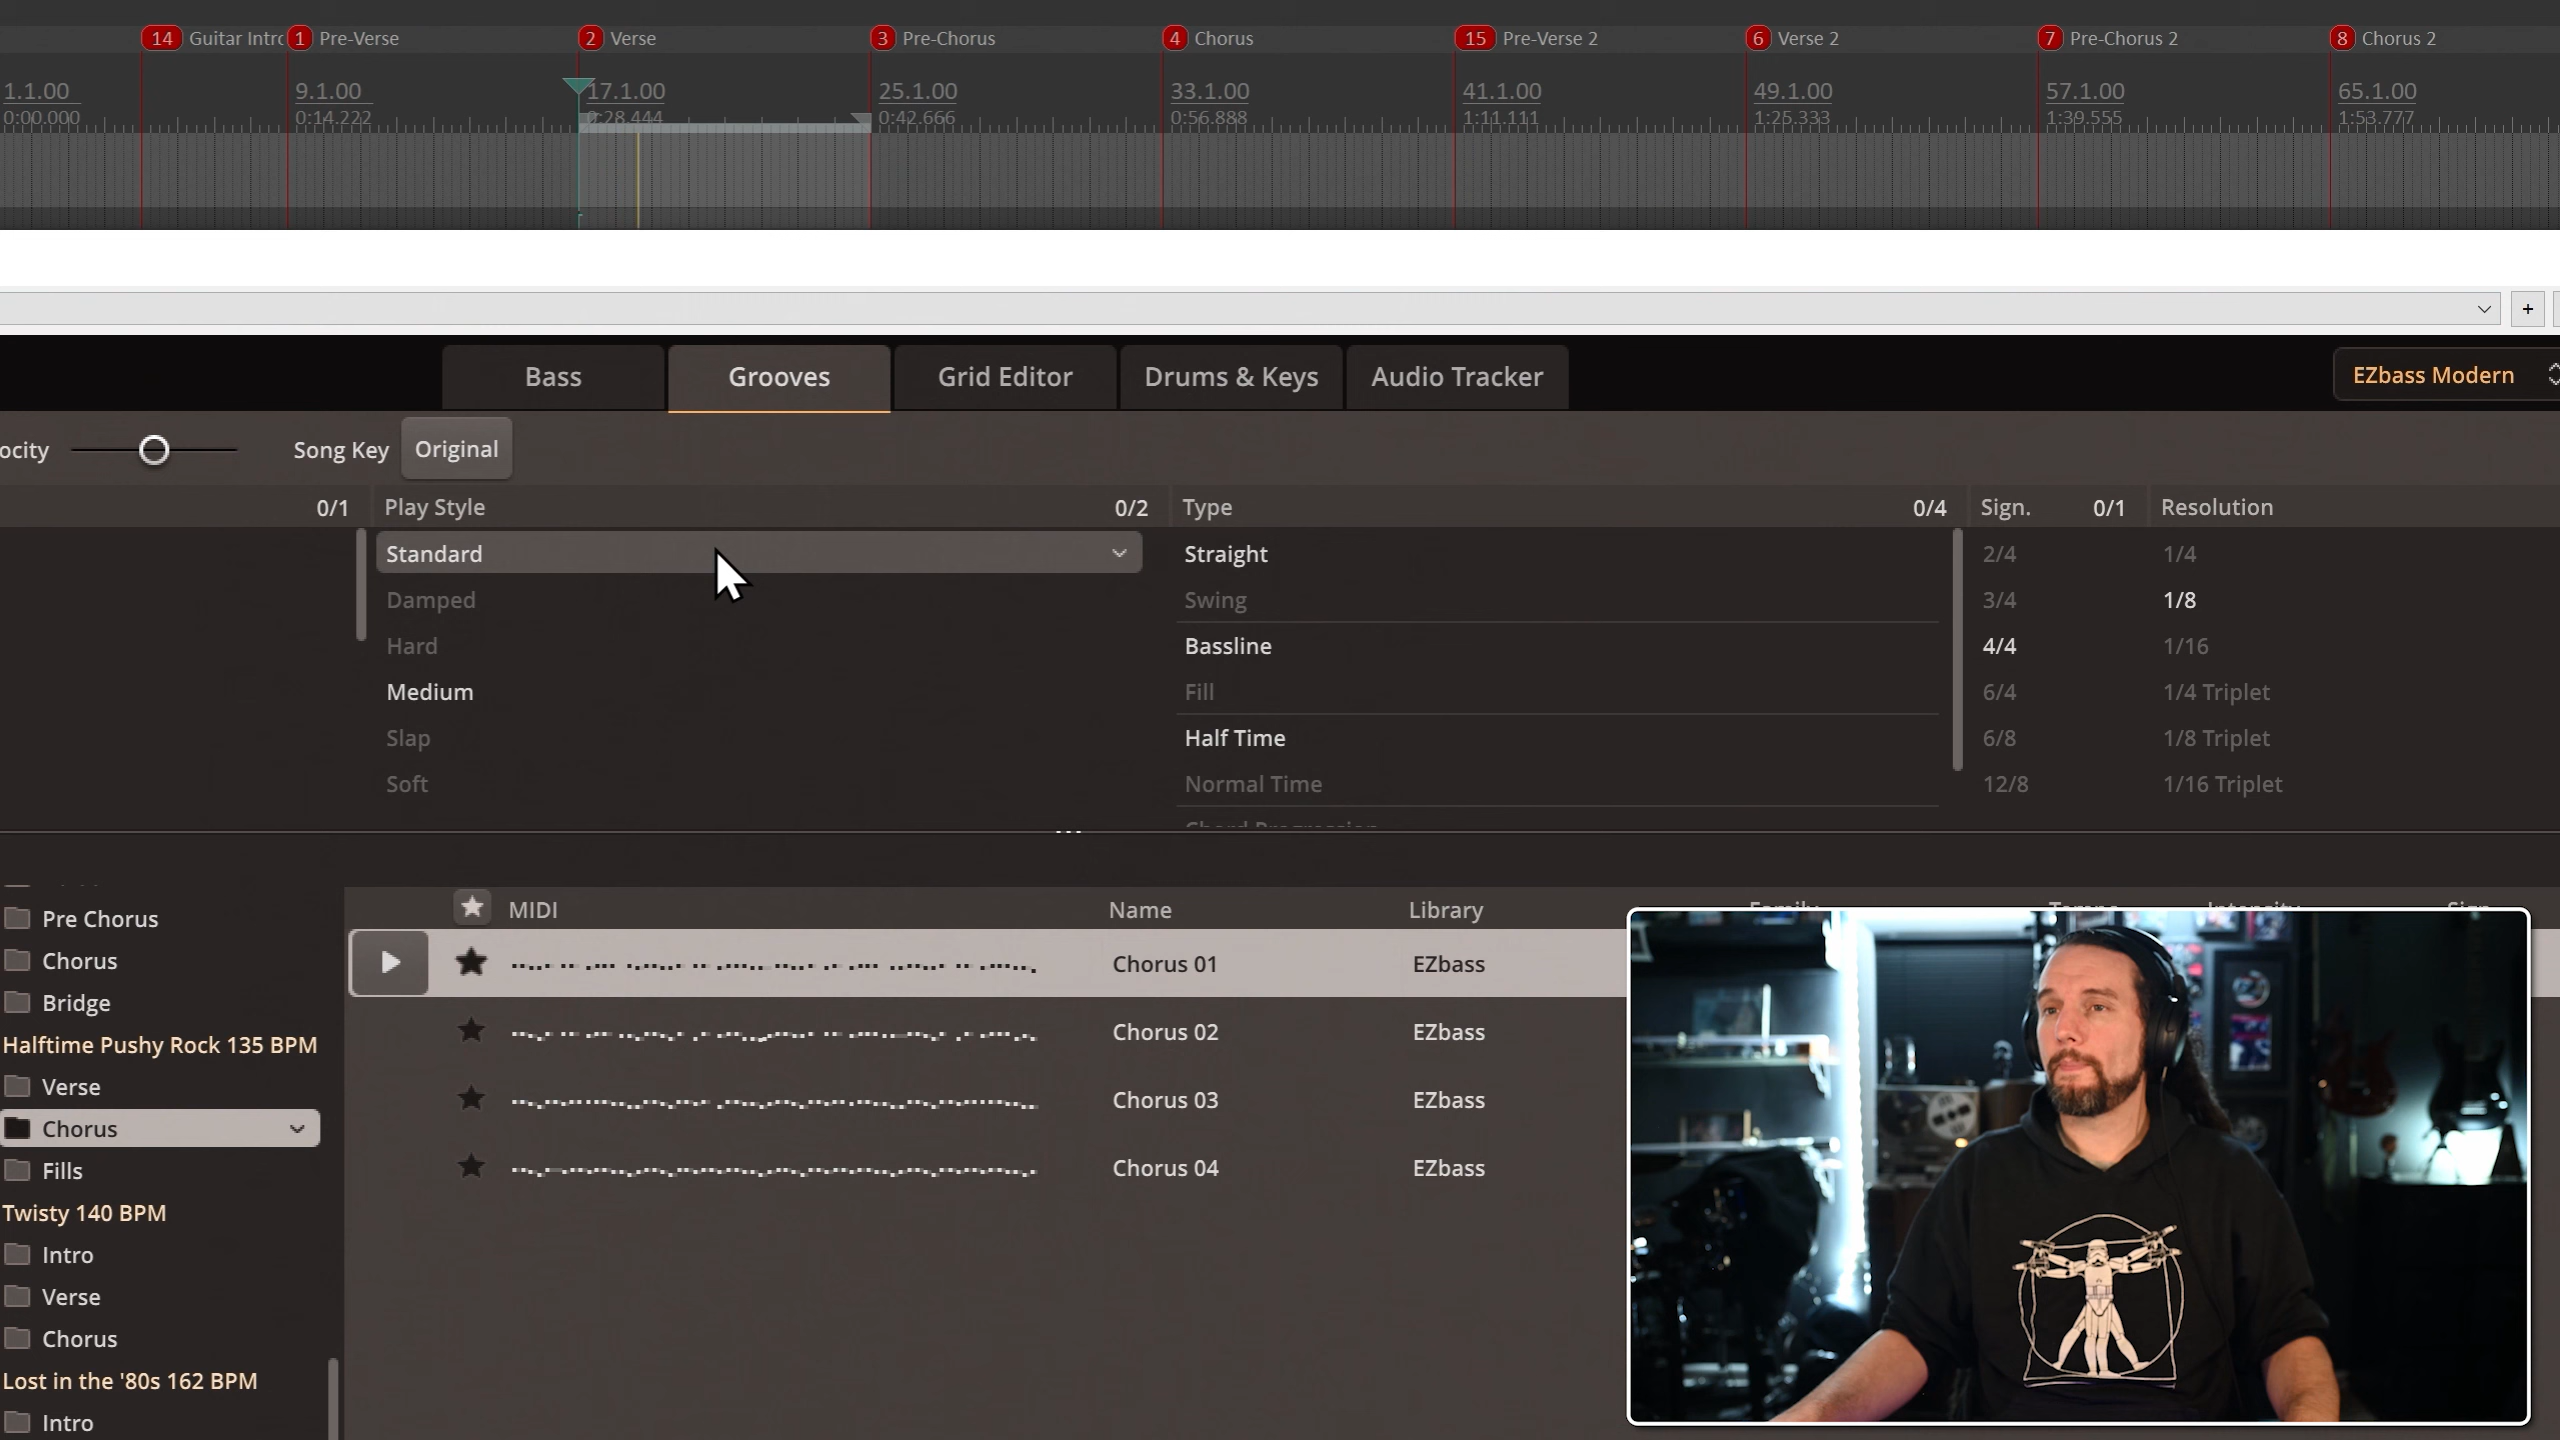 14 Guitar Intro 1 Pre-Verse 2 Verse 3 Pre-Chorus 4 Chorus 15 Pre-Verse 2 6 Verse 2 7 Pre-Chorus 2 8 Chorus 2
1.1.00 9.1.00 17.1.00 25.1.00 33.1.00 41.1.00 49.1.00 57.1.00 65.1.00
0:00.000 0:14.222 0:28.444 0:42.666 0:56.888 1:11.111 1:25.333 1:39.555 1:53.777
+
Bass Grooves Grid Editor Drums & Keys Audio Tracker EZbass Modern
ocity Song Key Original
0/1 Play Style 0/2 Type 0/4 Sign. 0/1 Resolution
Standard Straight 2/4 1/4
Damped Swing 3/4 1/8
Hard Bassline 4/4 1/16
Medium Fill 6/4 1/4 Triplet
Slap Half Time 6/8 1/8 Triplet
Soft Normal Time 12/8 1/16 Triplet
Chord Progression
Pre Chorus
Chorus
Bridge
Halftime Pushy Rock 135 BPM
Verse
Chorus
Fills
Twisty 140 BPM
Intro
Verse
Chorus
Lost in the '80s 162 BPM
Intro
MIDI Name Library Family Tempo Intensity Sign.
Chorus 01 EZbass
Chorus 02 EZbass
Chorus 03 EZbass
Chorus 04 EZbass